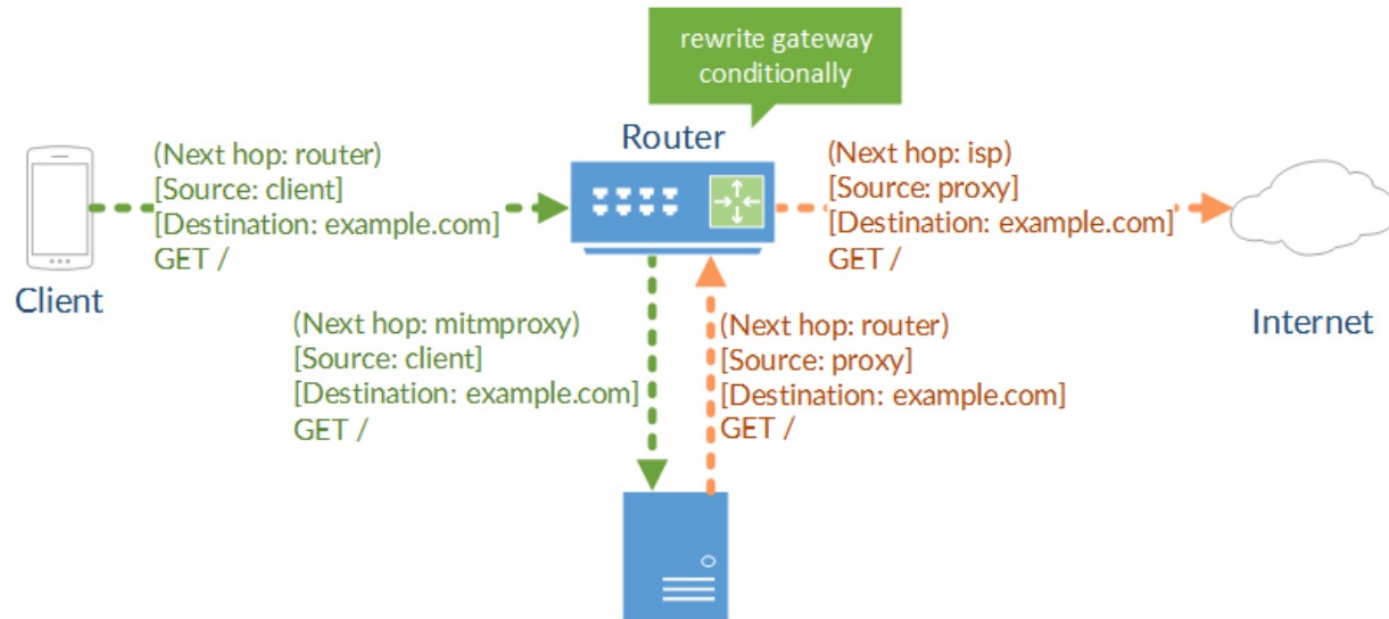 rewrite gateway
conditionally
Router
(Next hop: router)
[Source: client]
[Destination: example.com]
GET /
(Next hop: isp)
[Source: proxy]
[Destination: example.com]
GET /
Client
Internet
(Next hop: mitmproxy)
[Source: client]
[Destination: example.com]
GET /
(Next hop: router)
[Source: proxy]
[Destination: example.com]
GET /